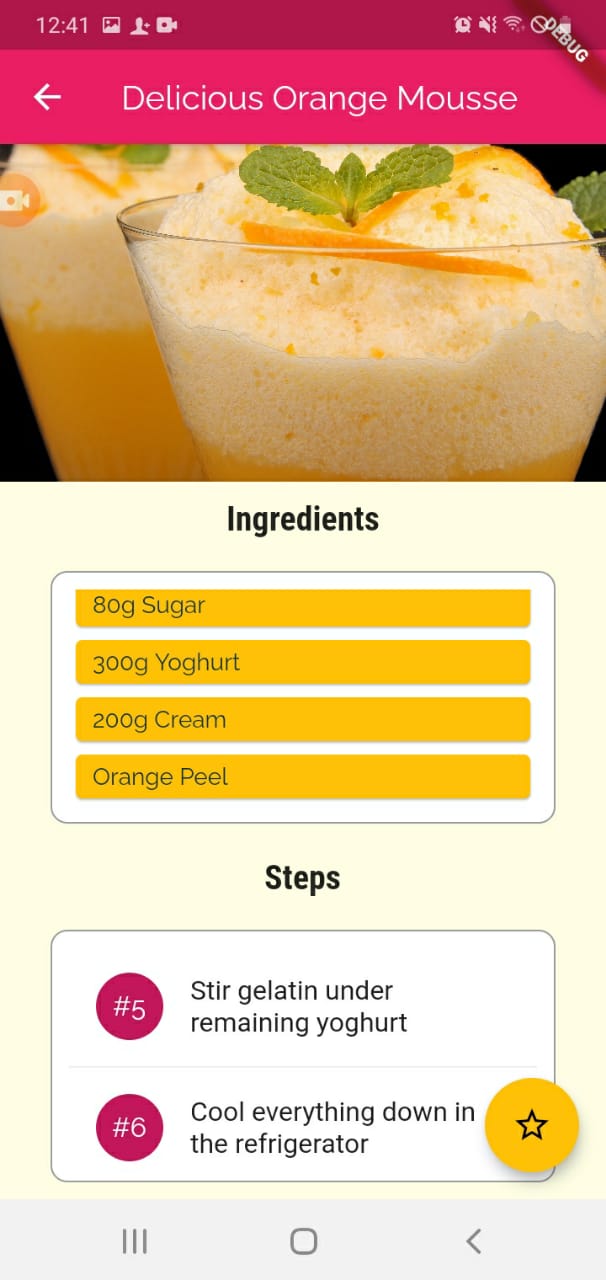 12:41
DEBUG
Delicious Orange Mousse
Ingredients
80g Sugar
300g Yoghurt
200g Cream
Orange Peel
Steps
#5
Stir gelatin under
remaining yoghurt
#6
Cool everything down in
the refrigerator